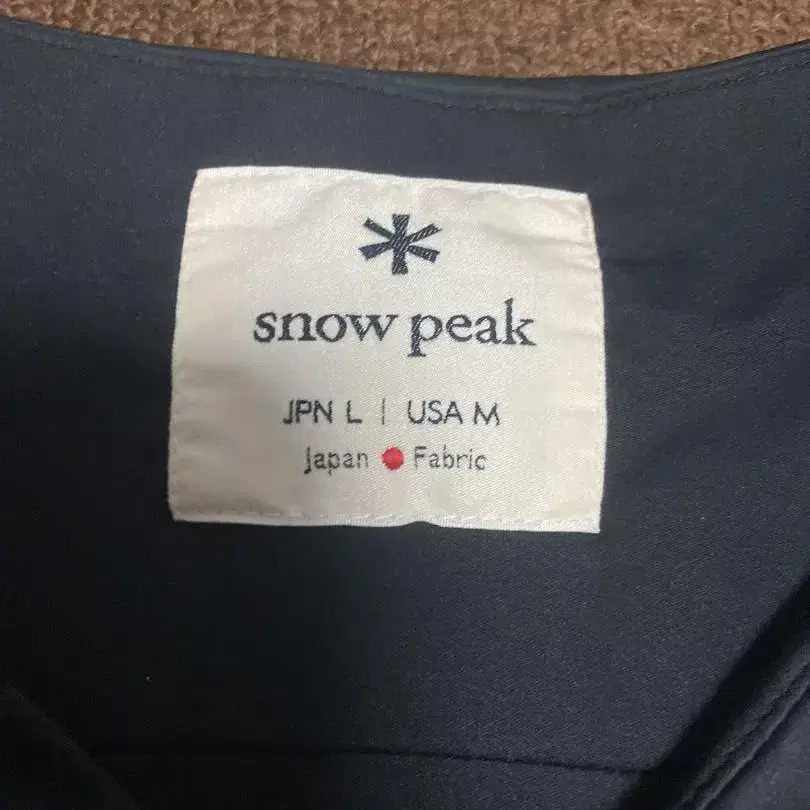 snow peak
JPN L | USA M
Japan ● Fabric